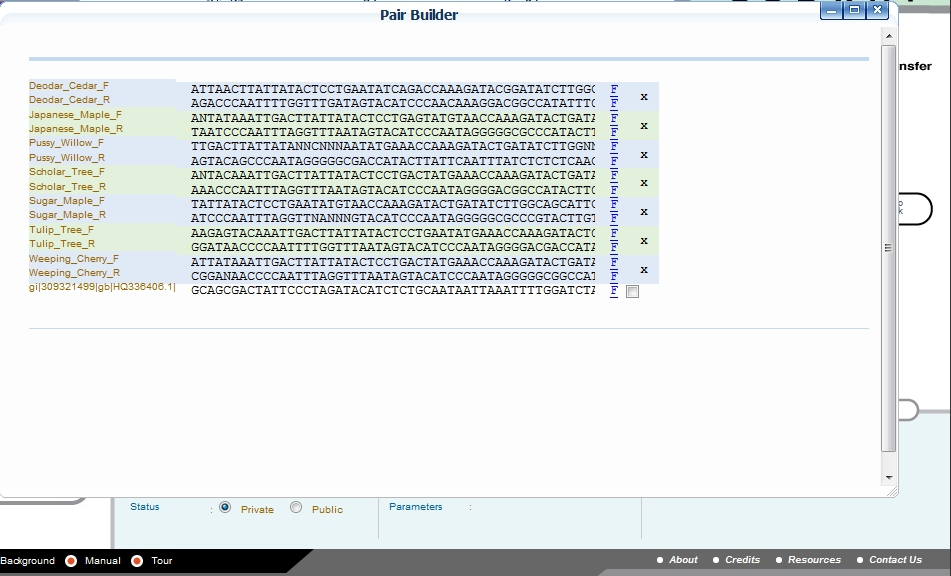 Pair Builder
nsfer
Deodar_Cedar_F ATTAACTTATTATATACTCCTGAATATCAGACCAAAGATACGGATATCTTGGC F
Deodar_Cedar_R AGACCCAATTTTGGTTTGATAGTACATCCCAACAAAGGACGGCCATATTTC F x
Japanese_Maple_F ANTATAAATTGACTTATTATACTCCTGAGTATGTAACCAAAGATACTGATA F
Japanese_Maple_R TAATCCCAATTTAGGTTTAATAGTACATCCCAATAGGGGGCGCCCATACTT F x
Pussy_Willow_F TTGACTTATTATANNCNNNAATATGAAACCAAAGATACTGATATCTTGGNN F
Pussy_Willow_R AGTACAGCCCAATAGGGGGCGACCATACTTATTCAATTTATCTCTCTCAAC F x
Scholar_Tree_F ANTACAAATTGACTTATTATACTCCTGACTATGAAACCAAAGATACTGATA F
Scholar_Tree_R AAACCCAATTTAGGTTTAATAGTACATCCCAATAGGGGACGGCCATACTTC F x
Sugar_Maple_F TATTATACTCCTGAATATGTAACCAAAGATACTGATATCTTGGCAGCATTC F
Sugar_Maple_R ATCCCAATTTAGGTTNANNNGTACATCCCAATAGGGGGCGCCCGTACTTGT F x
Tulip_Tree_F AAGAGTACAAATTGACTTATTATACTCCTGAATATGAAACCAAAGATACTC F
Tulip_Tree_R GGATAACCCCAATTTTGGTTTAATAGTACATCCCAATAGGGGACGACCATA F x
Weeping_Cherry_F ATTATAAATTGACTTATTATACTCCTGACTATGAAACCAAAGATACTGATA F
Weeping_Cherry_R CGGANAACCCCAATTTAGGTTTAATAGTACATCCCAATAGGGGGCGGCCAT F x
gi|309321499|gb|HQ336406.1| GCAGCGACTATTCCCTAGATACATCTCTGCAATAATTAAATTTTGGATCTA F
Status : Private Public Parameters :
Background Manual Tour About Credits Resources Contact Us